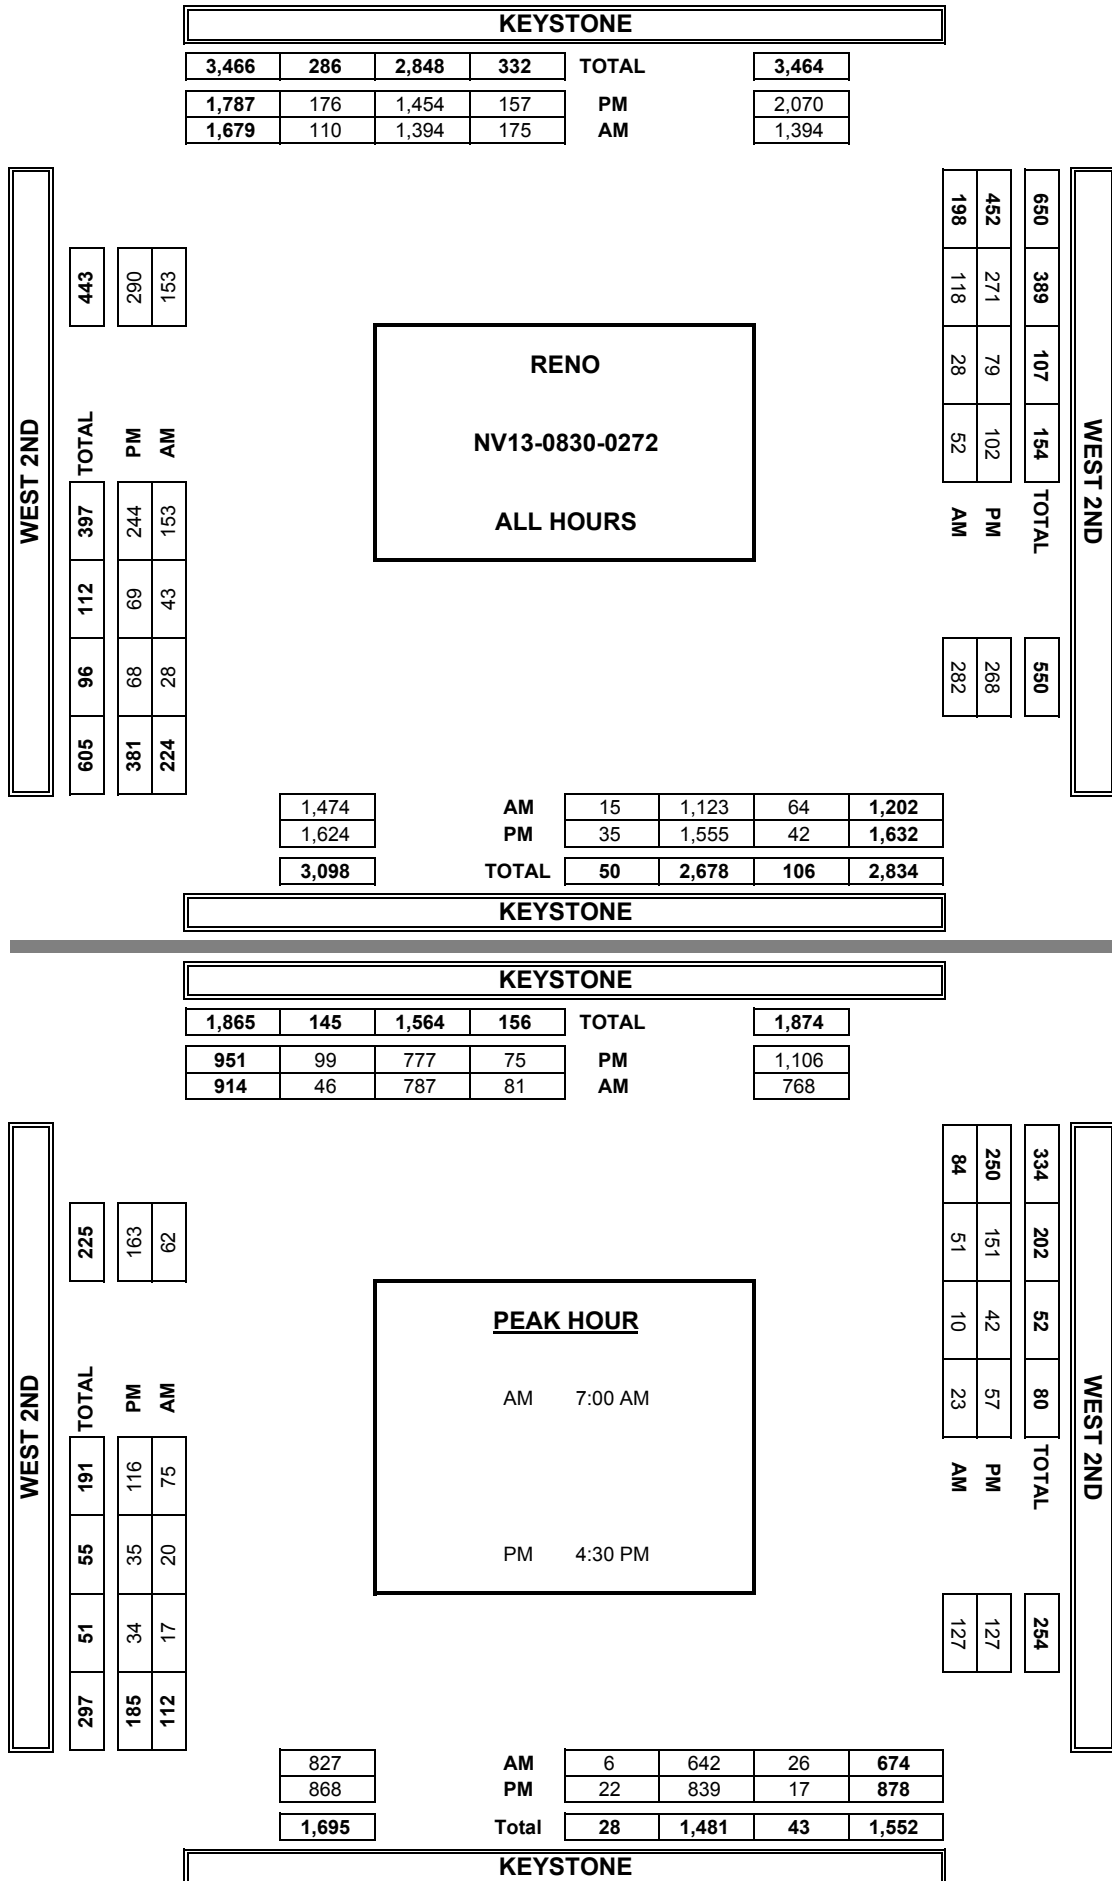 KEYSTONE
3,466 286 2,848 332 TOTAL 3,464
1,787 176 1,454 157 PM 2,070
1,679 110 1,394 175 AM 1,394
WEST 2ND
443 TOTAL 397 112 96 605
290 PM 244 69 68 381
153 AM 153 43 28 224
RENO
NV13-0830-0272
ALL HOURS
650 389 107 154 TOTAL 550
452 271 79 102 PM 268
198 118 28 52 AM 282
WEST 2ND
1,474 AM 15 1,123 64 1,202
1,624 PM 35 1,555 42 1,632
3,098 TOTAL 50 2,678 106 2,834
KEYSTONE
KEYSTONE
1,865 145 1,564 156 TOTAL 1,874
951 99 777 75 PM 1,106
914 46 787 81 AM 768
WEST 2ND
225 TOTAL 191 55 51 297
163 PM 116 35 34 185
62 AM 75 20 17 112
PEAK HOUR
AM 7:00 AM
PM 4:30 PM
334 202 52 80 TOTAL 254
250 151 42 57 PM 127
84 51 10 23 AM 127
WEST 2ND
827 AM 6 642 26 674
868 PM 22 839 17 878
1,695 Total 28 1,481 43 1,552
KEYSTONE